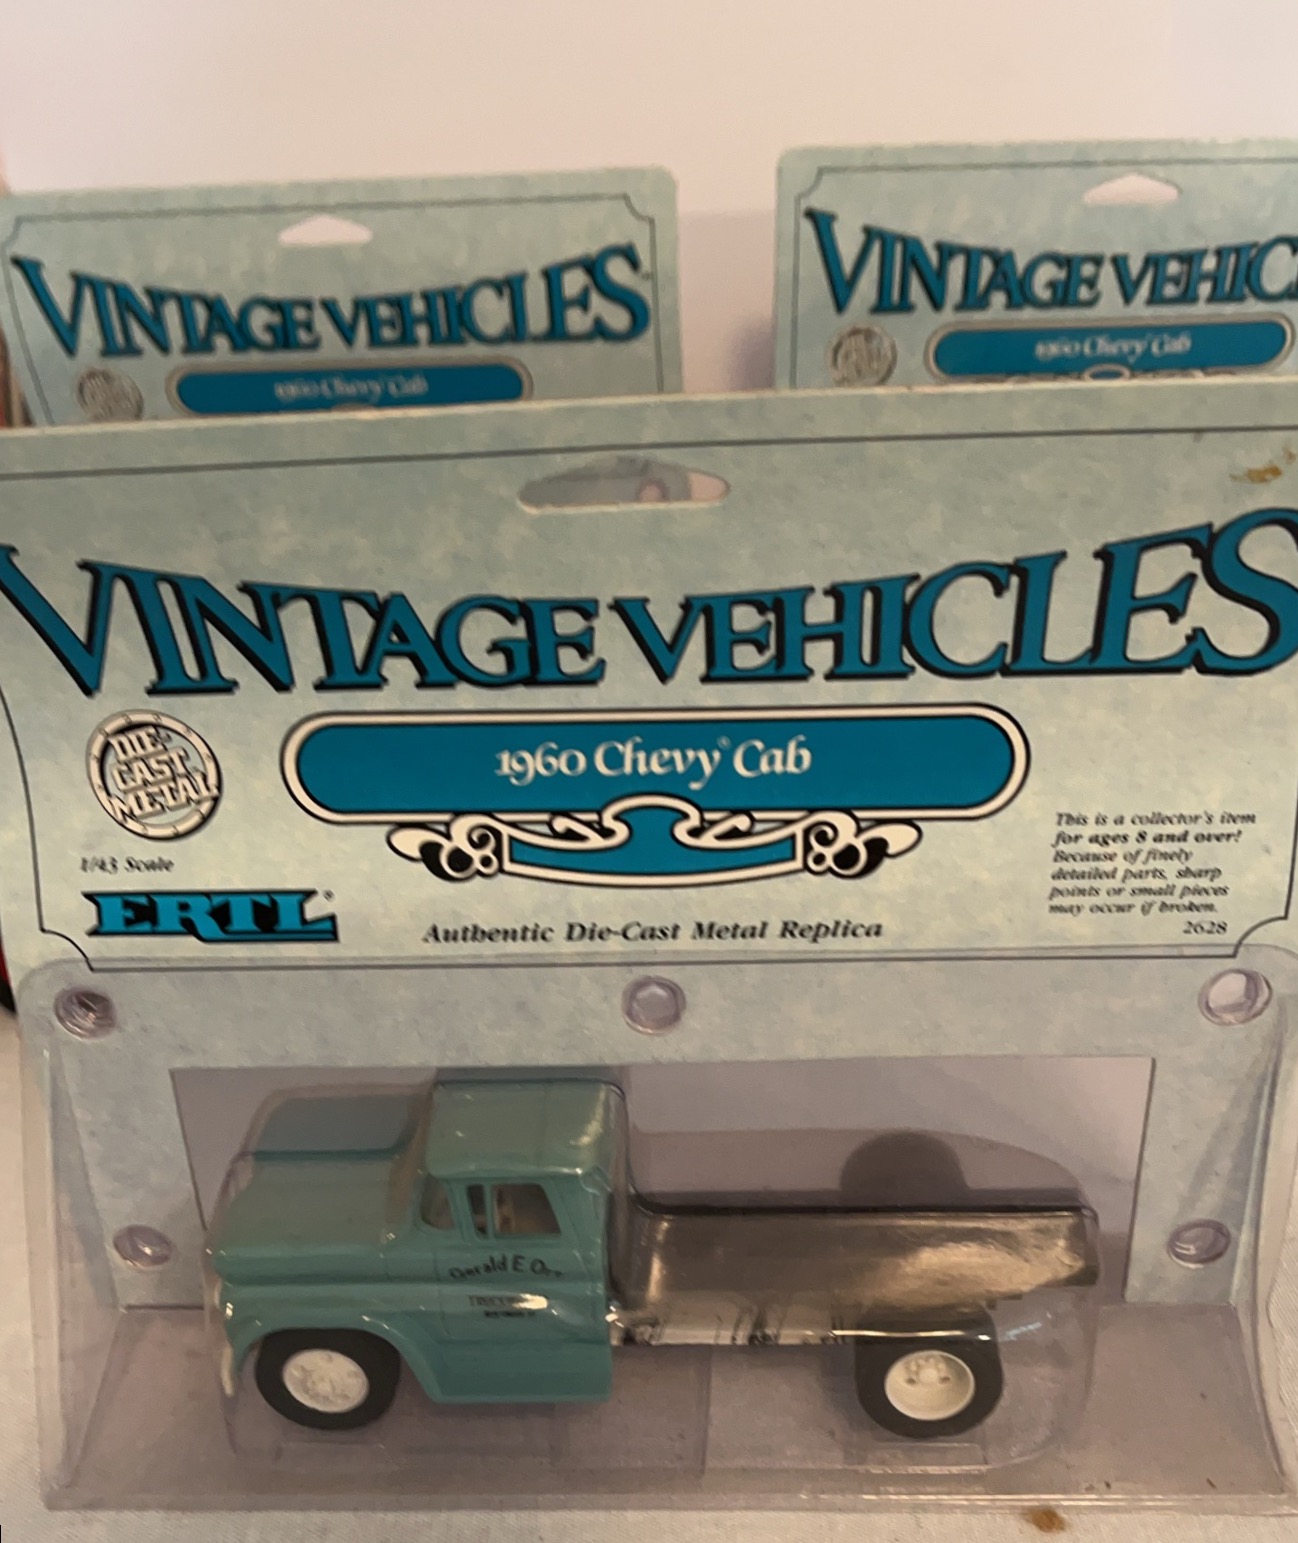 VINTAGE VEHICLES
1960 Chevy Cab
VINTAGE VEHIC
1960 Chevy Cab
VINTAGE VEHICLES
DIE-
CAST
METAL
1960 Chevy® Cab
1/43 Scale
ERTL®
Authentic Die-Cast Metal Replica
This is a collector's item
for ages 8 and over!
Because of finely
detailed parts, sharp
points or small pieces
may occur if broken.
2628
Gerald E.